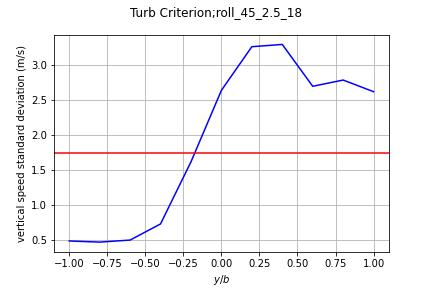 Turb Criterion;roll_45_2.5_18
vertical speed standard deviation (m/s)
3.0
2.5
2.0
1.5
1.0
0.5
−1.00 −0.75 −0.50 −0.25 0.00 0.25 0.50 0.75 1.00
y/b